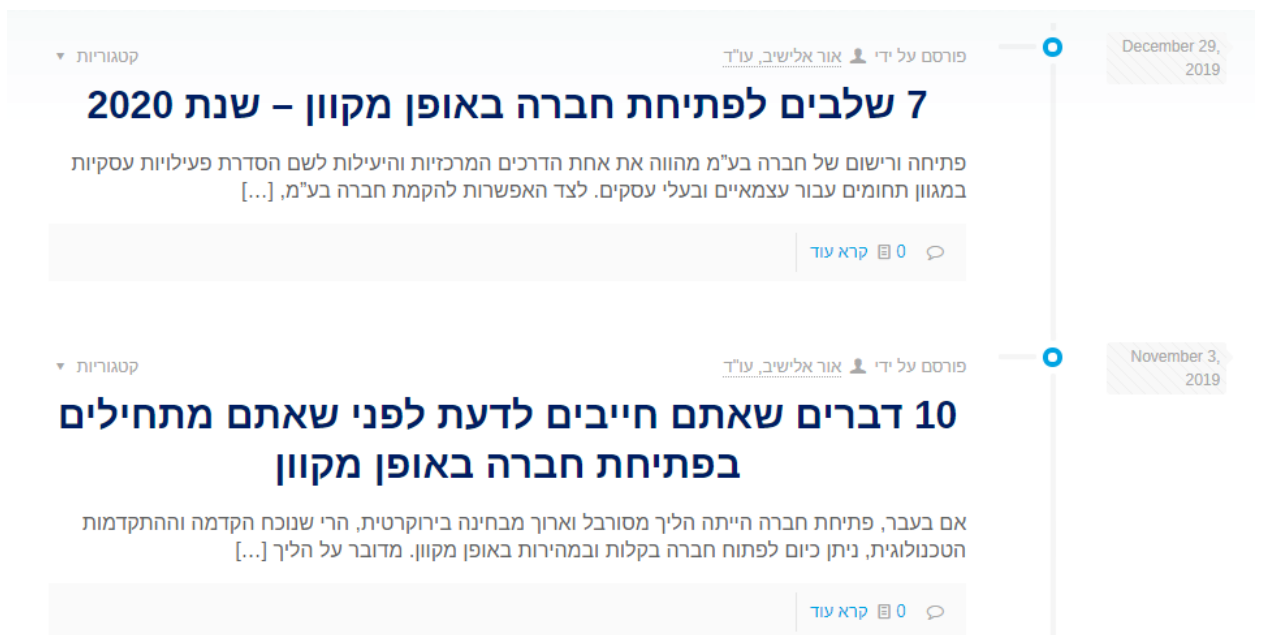 December 29,
2019
פורסם על ידי אור אלישיב, עו"ד
קטגוריות
7 שלבים לפתיחת חברה באופן מקוון – שנת 2020
פתיחה ורישום של חברה בע”מ מהווה את אחת הדרכים המרכזיות והיעילות לשם הסדרת פעילויות עסקיות
במגוון תחומים עבור עצמאיים ובעלי עסקים. לצד האפשרות להקמת חברה בע”מ, […]
0 קרא עוד
November 3,
2019
פורסם על ידי אור אלישיב, עו"ד
קטגוריות
10 דברים שאתם חייבים לדעת לפני שאתם מתחילים
בפתיחת חברה באופן מקוון
אם בעבר, פתיחת חברה הייתה הליך מסורבל וארוך מבחינה בירוקרטית, הרי שנוכח הקדמה וההתקדמות
הטכנולוגית, ניתן כיום לפתוח חברה בקלות ובמהירות באופן מקוון. מדובר על הליך […]
0 קרא עוד